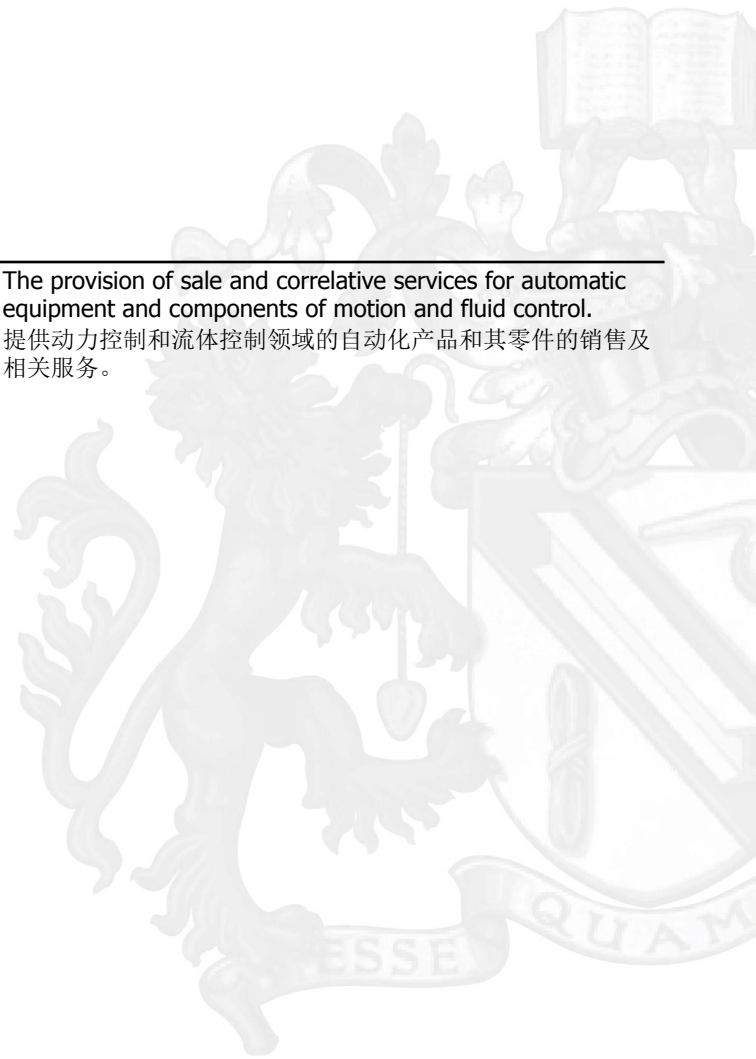 The provision of sale and correlative services for automatic
equipment and components of motion and fluid control.
提供动力控制和流体控制领域的自动化产品和其零件的销售及
相关服务。
ESSE
QUAM